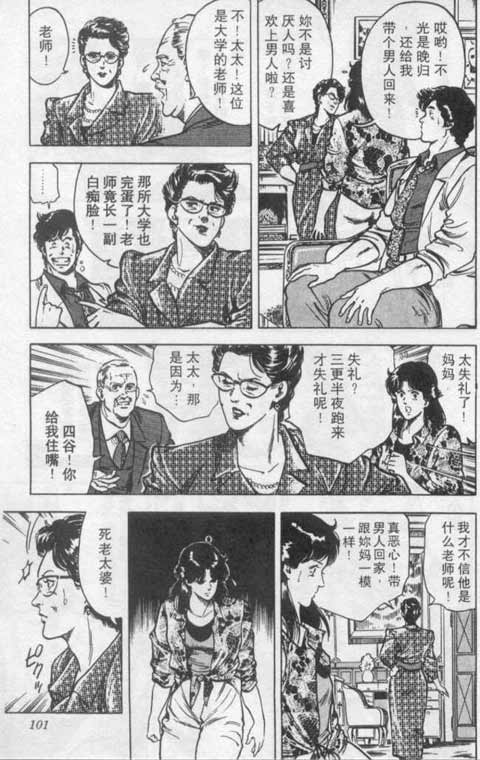 哎哟！不
光是晚归
，还给我
带个男人
回来！
妳不是讨
厌男人吗？还是喜
欢上男人啦？
不！太太！这位
是大学的老师！
老师！
那所大学也
完蛋了！老
师竟长一副
白痴脸！
⋯⋯⋯
太失礼了！
妈妈！
失礼？
三更半夜跑来
才失礼呢！
太太，那
是因为⋯
四谷！你
给我住嘴！
我才不信他是
什么老师呢！
真恶心！带
男人回家，
跟妳妈一模
一样！
死老太婆！
ピクッ
101